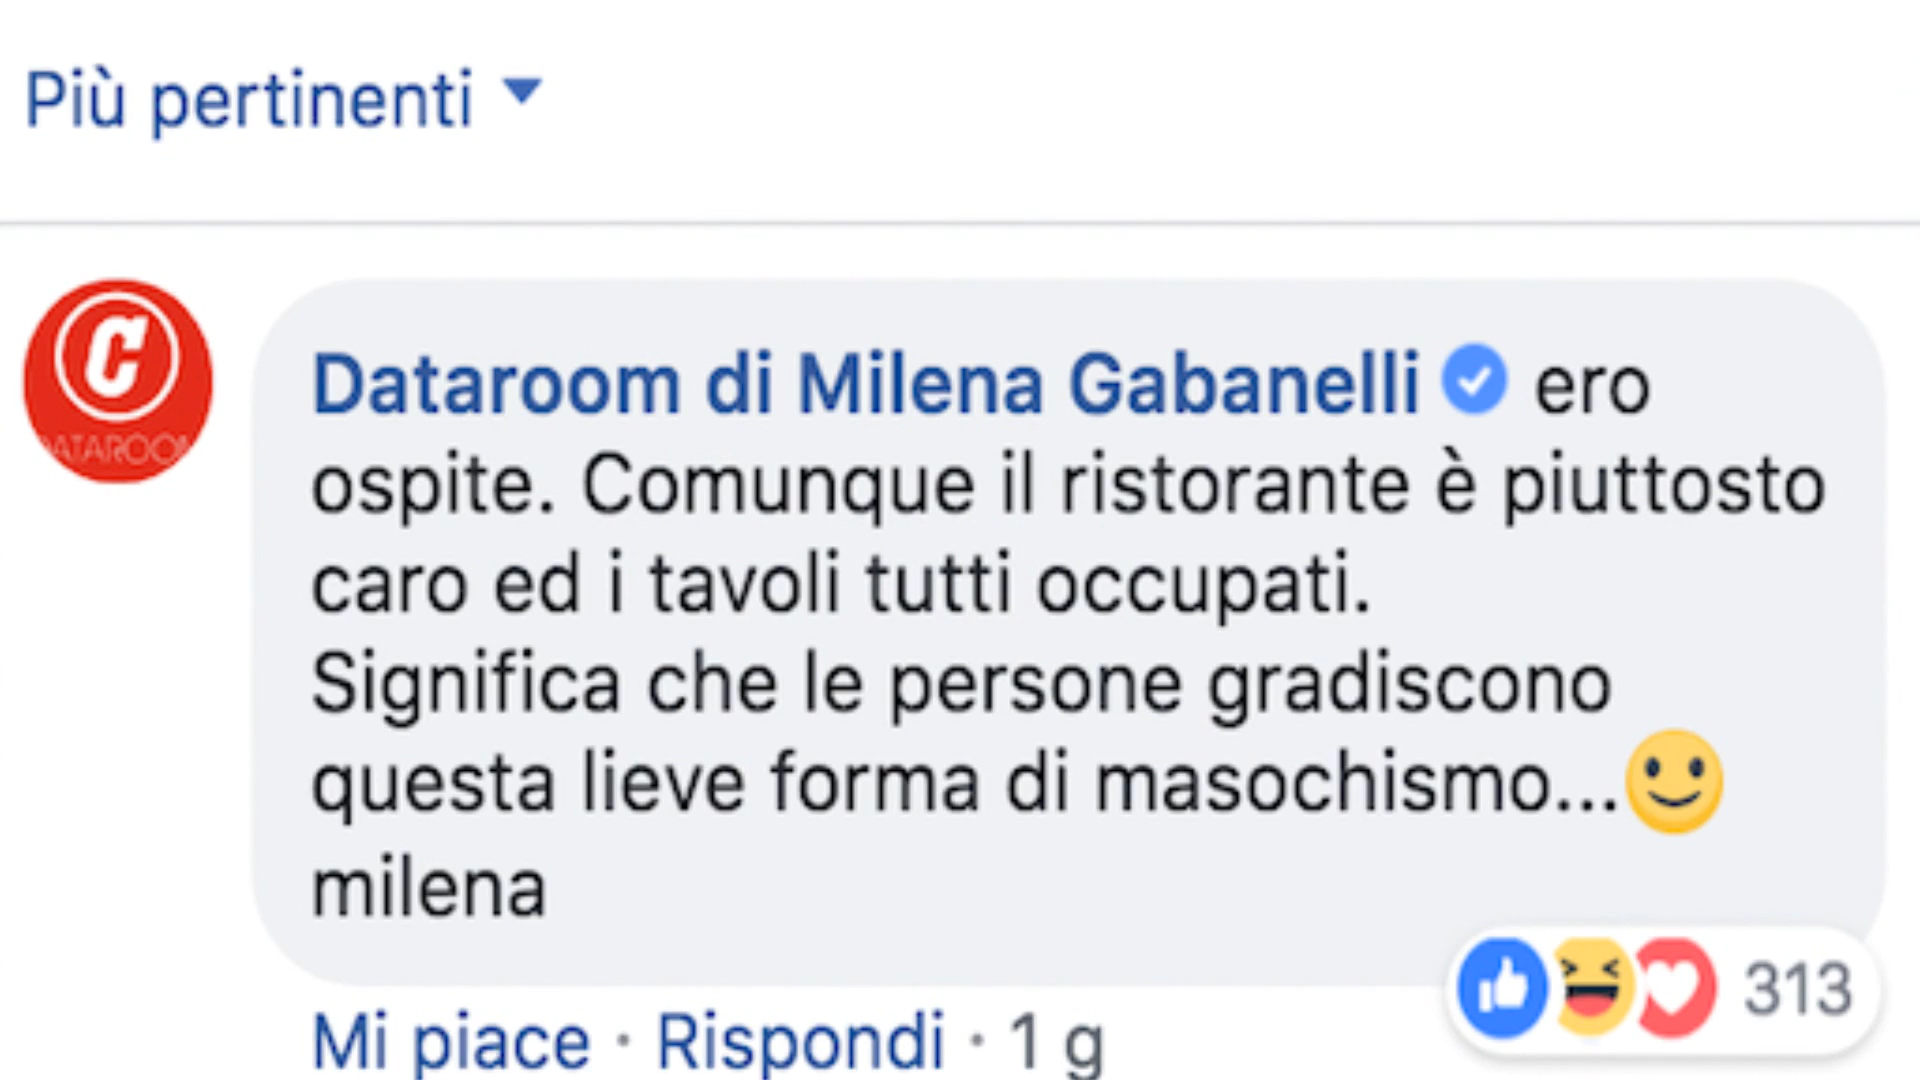 Più pertinenti
Dataroom di Milena Gabanelli ero
ospite. Comunque il ristorante è piuttosto
caro ed i tavoli tutti occupati.
Significa che le persone gradiscono
questa lieve forma di masochismo...🙂
milena
313
Mi piace · Rispondi · 1 g
C
DATAROOM